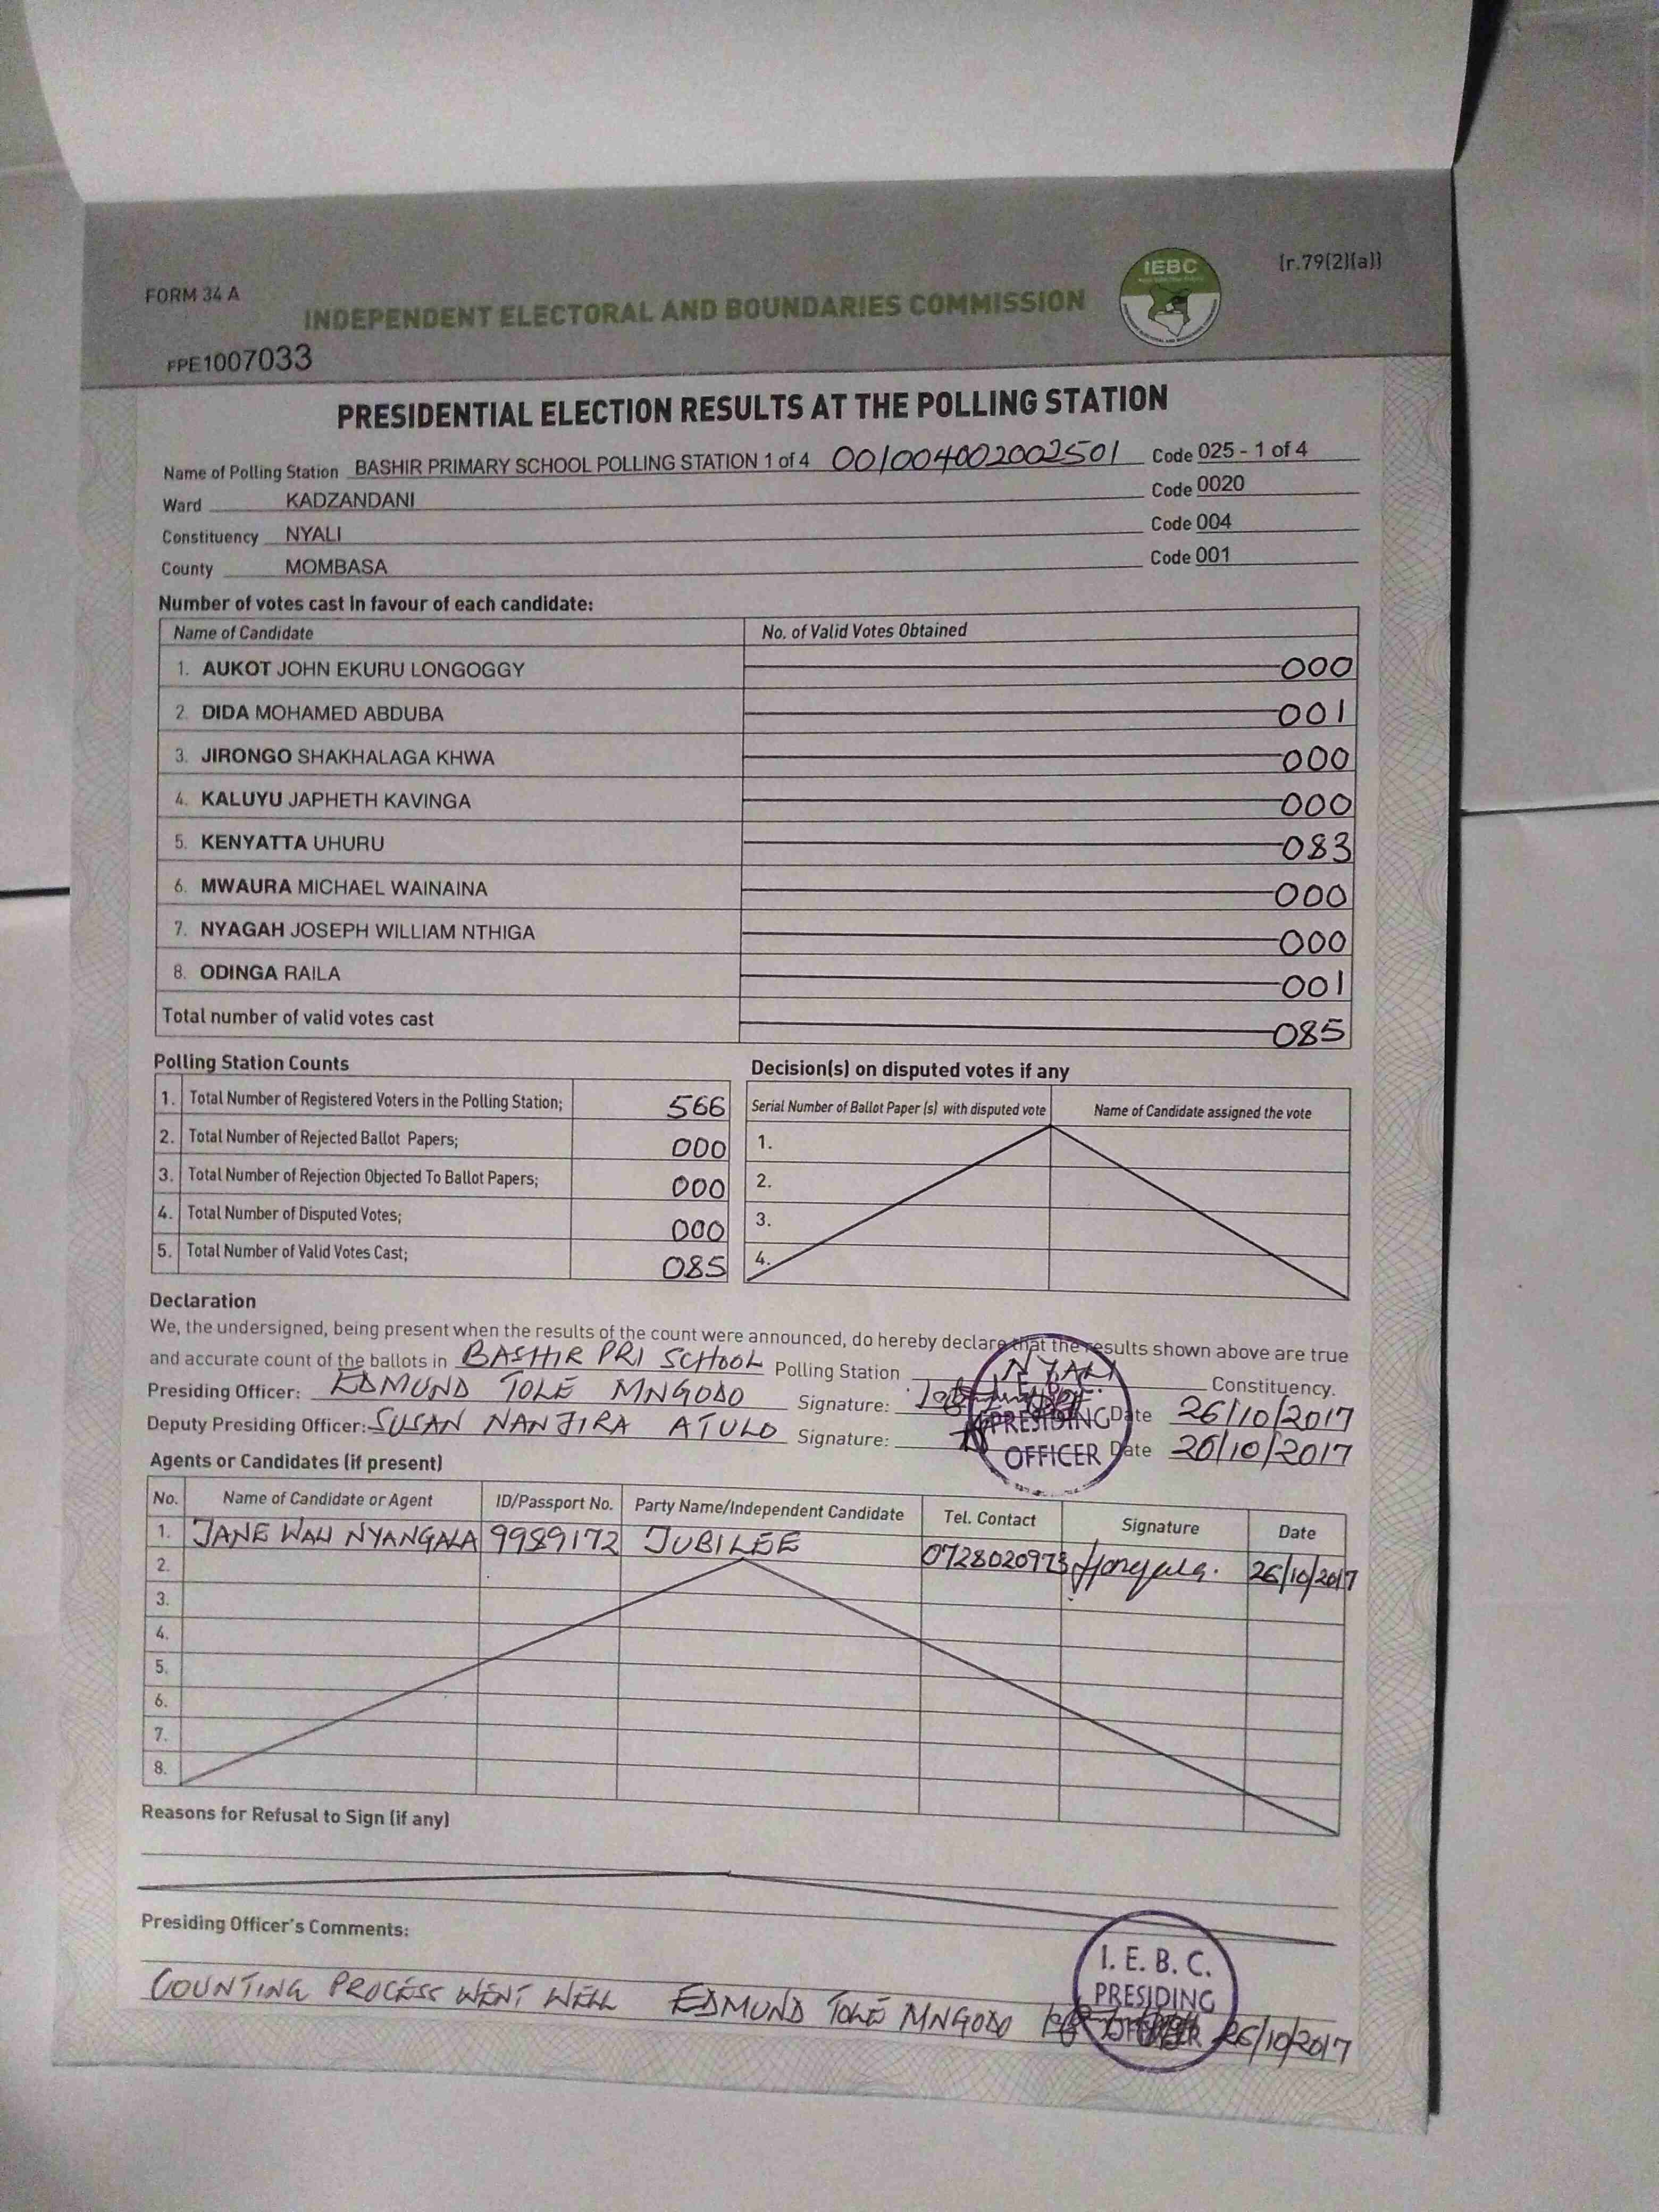 IEBC
[r.79(2)(a)]
FORM 34 A
INDEPENDENT ELECTORAL AND BOUNDARIES COMMISSION
FPE1007033
PRESIDENTIAL ELECTION RESULTS AT THE POLLING STATION
Name of Polling Station BASHIR PRIMARY SCHOOL POLLING STATION 1 of 4 001004002002501 Code 025 - 1 of 4
Ward KADZANDANI Code 0020
Constituency NYALI Code 004
County MOMBASA Code 001
Number of votes cast in favour of each candidate:
Name of Candidate No. of Valid Votes Obtained
1. AUKOT JOHN EKURU LONGOGGY 000
2. DIDA MOHAMED ABDUBA 001
3. JIRONGO SHAKHALAGA KHWA 000
4. KALUYU JAPHETH KAVINGA 000
5. KENYATTA UHURU 083
6. MWAURA MICHAEL WAINAINA 000
7. NYAGAH JOSEPH WILLIAM NTHIGA 000
8. ODINGA RAILA 001
Total number of valid votes cast 085
Polling Station Counts
1. Total Number of Registered Voters in the Polling Station; 566
2. Total Number of Rejected Ballot Papers; 000
3. Total Number of Rejection Objected To Ballot Papers; 000
4. Total Number of Disputed Votes; 000
5. Total Number of Valid Votes Cast; 085
Decision(s) on disputed votes if any
Serial Number of Ballot Paper (s) with disputed vote Name of Candidate assigned the vote
1.
2.
3.
4.
Declaration
We, the undersigned, being present when the results of the count were announced, do hereby declare that the results shown above are true
and accurate count of the ballots in BASHIR PRI SCHOOL Polling Station NYALI Constituency.
Presiding Officer: EDMUND TOLE MNGODO Signature: Date 26/10/2017
Deputy Presiding Officer: SUSAN NANJIRA ATULO Signature: Date 26/10/2017
PRESIDING
OFFICER
Agents or Candidates (if present)
No. Name of Candidate or Agent ID/Passport No. Party Name/Independent Candidate Tel. Contact Signature Date
1. JANE WALI NYANGALA 9989172 JUBILEE 0728020973 26/10/2017
2.
3.
4.
5.
6.
7.
8.
Reasons for Refusal to Sign (if any)
Presiding Officer's Comments:
COUNTING PROCESS WENT WELL EDMUND TOLE MNGODO 26/10/2017
I. E. B. C.
PRESIDING
OFFICER